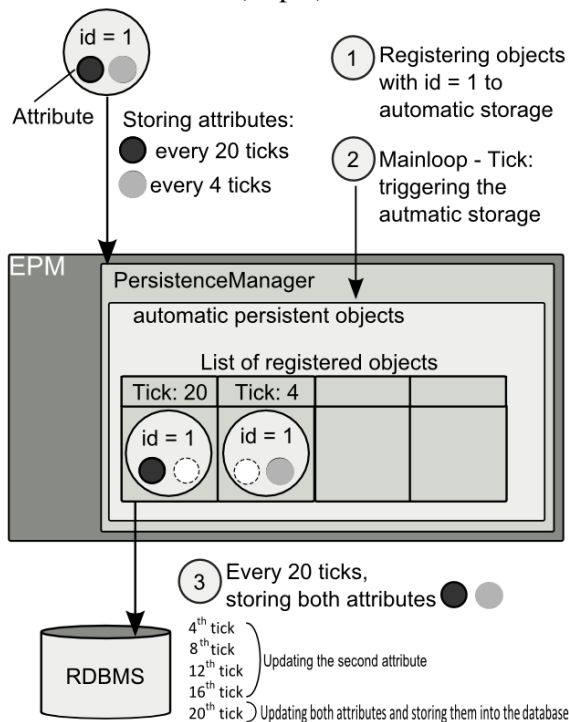 id = 1
Attribute
Storing attributes:
every 20 ticks
every 4 ticks
1 Registering objects
with id = 1 to
automatic storage
2 Mainloop - Tick:
triggering the
autmatic storage
EPM
PersistenceManager
automatic persistent objects
List of registered objects
Tick: 20 Tick: 4
id = 1 id = 1
3 Every 20 ticks,
storing both attributes
RDBMS
4th tick
8th tick
12th tick
16th tick
Updating the second attribute
20th tick Updating both attributes and storing them into the database